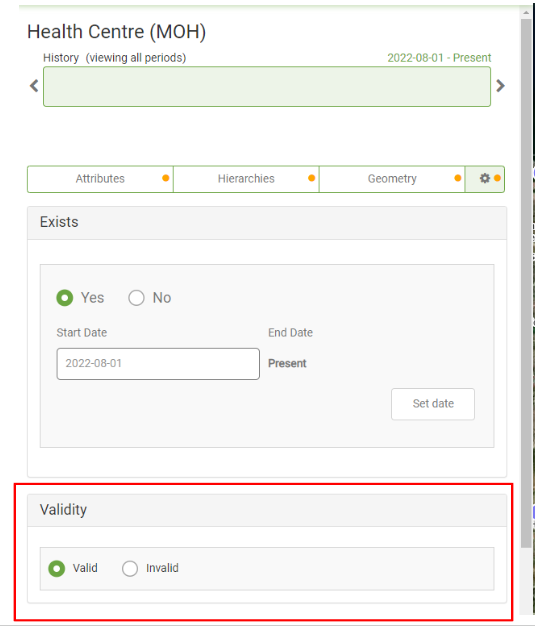 Health Centre (MOH)
History (viewing all periods) 2022-08-01 - Present
Attributes Hierarchies Geometry
Exists
Yes No
Start Date End Date
2022-08-01 Present
Set date
Validity
Valid Invalid